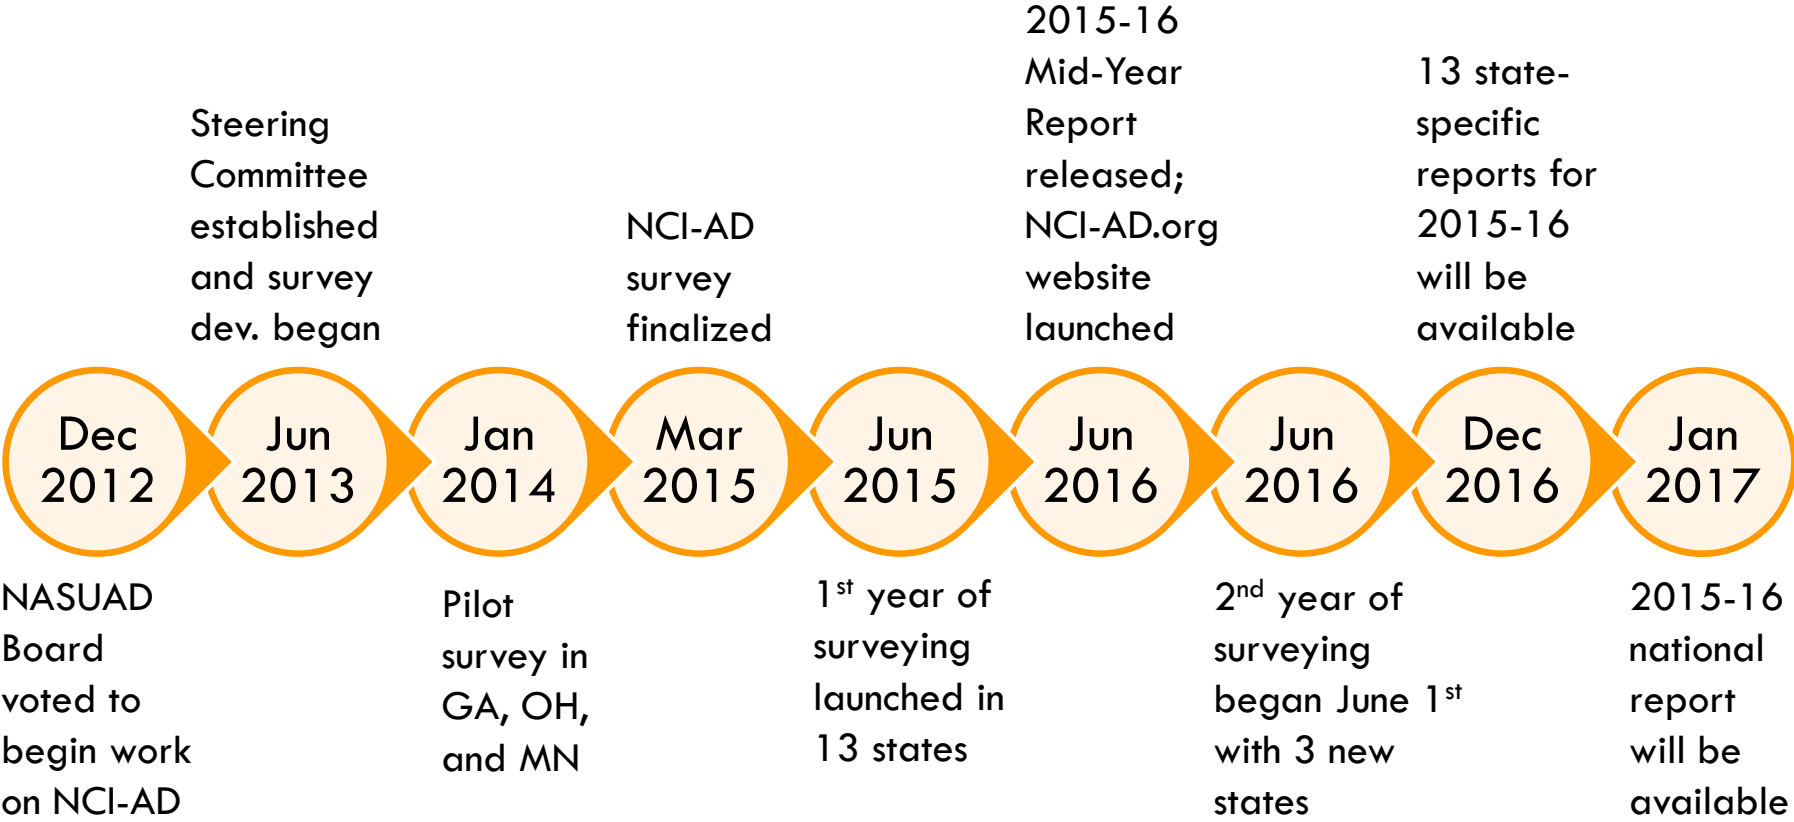 Dec
2012
NASUAD
Board
voted to
begin work
on NCI-AD
Steering
Committee
established
and survey
dev. began
Jun
2013
Jan
2014
Pilot
survey in
GA, OH,
and MN
NCI-AD
survey
finalized
Mar
2015
Jun
2015
1st year of
surveying
launched in
13 states
2015-16
Mid-Year
Report
released;
NCI-AD.org
website
launched
Jun
2016
Jun
2016
2nd year of
surveying
began June 1st
with 3 new
states
13 state-
specific
reports for
2015-16
will be
available
Dec
2016
Jan
2017
2015-16
national
report
will be
available